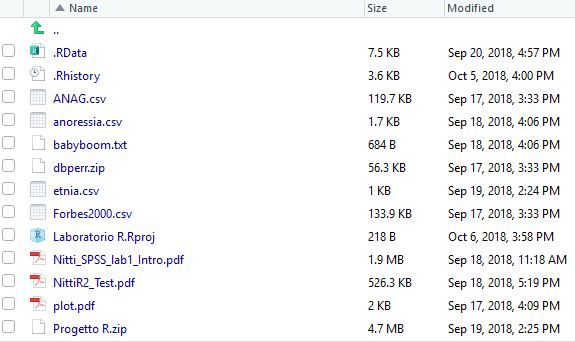 Name Size Modified
..
.RData 7.5 KB Sep 20, 2018, 4:57 PM
.Rhistory 3.6 KB Oct 5, 2018, 4:00 PM
ANAG.csv 119.7 KB Sep 17, 2018, 3:33 PM
anoressia.csv 1.7 KB Sep 18, 2018, 4:06 PM
babyboom.txt 684 B Sep 18, 2018, 4:06 PM
dbperr.zip 56.3 KB Sep 17, 2018, 3:33 PM
etnia.csv 1 KB Sep 19, 2018, 2:24 PM
Forbes2000.csv 133.9 KB Sep 17, 2018, 3:33 PM
Laboratorio R.Rproj 218 B Oct 6, 2018, 3:58 PM
Nitti_SPSS_lab1_Intro.pdf 1.9 MB Sep 18, 2018, 11:18 AM
NittiR2_Test.pdf 526.3 KB Sep 18, 2018, 5:19 PM
plot.pdf 2 KB Sep 17, 2018, 4:09 PM
Progetto R.zip 4.7 MB Sep 19, 2018, 2:25 PM